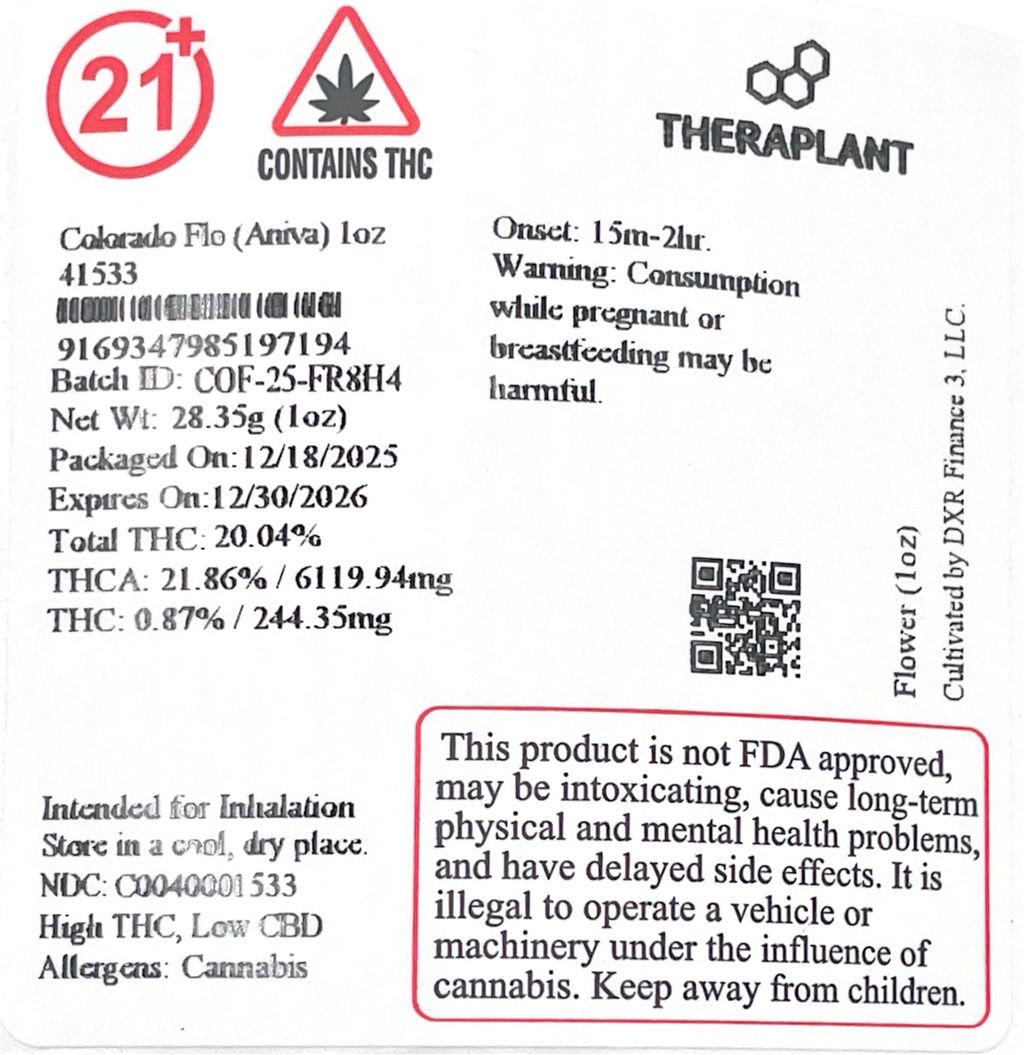 21+
CONTAINS THC
THERAPLANT
Colorado Flo (Aniva) 1oz
41533
9169347985197194
Batch ID: COF-25-FR8H4
Net Wt: 28.35g (1oz)
Packaged On:12/18/2025
Expires On:12/30/2026
Total THC: 20.04%
THCA: 21.86% / 6119.94mg
THC: 0.87% / 244.35mg
Onset: 15m-2hr.
Warning: Consumption
while pregnant or
breastfeeding may be
harmful.
Flower (1oz)
Cultivated by DXR Finance 3, LLC.
Intended for Inhalation
Store in a cool, dry place.
NDC: C0040001533
High THC, Low CBD
Allergens: Cannabis
This product is not FDA approved,
may be intoxicating, cause long-term
physical and mental health problems,
and have delayed side effects. It is
illegal to operate a vehicle or
machinery under the influence of
cannabis. Keep away from children.